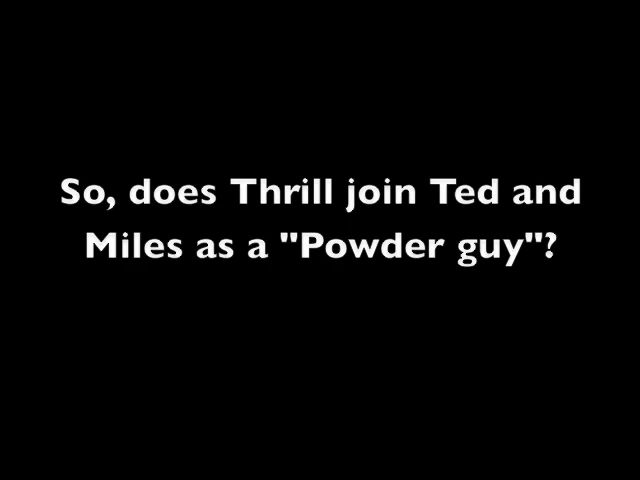 So, does Thrill join Ted and
Miles as a "Powder guy"?